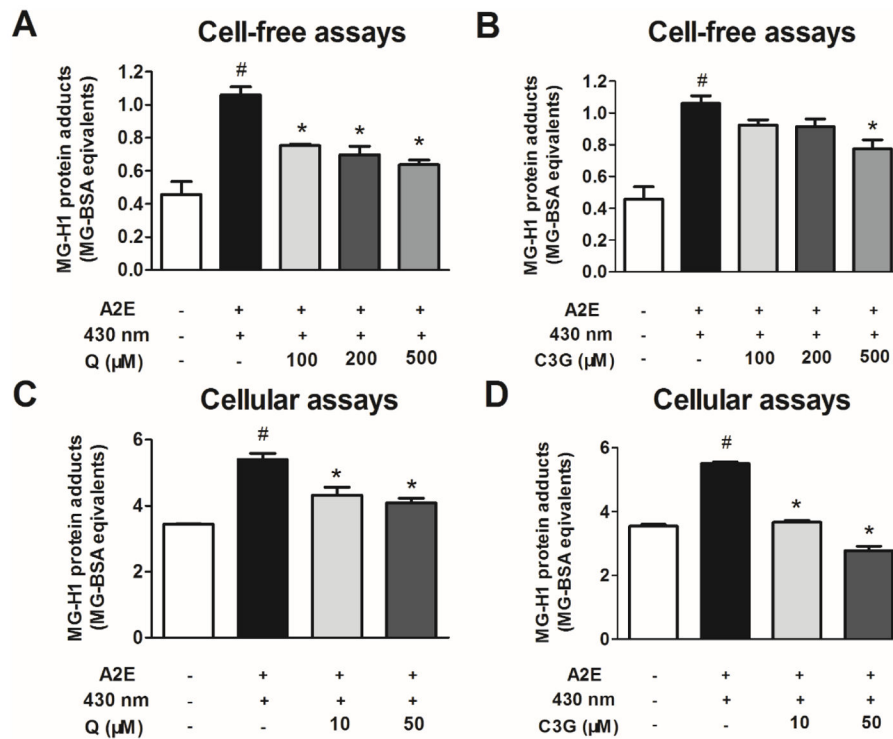 A
Cell-free assays
MG-H1 protein adducts
(MG-BSA eqivalents)
1.2
1.0
0.8
0.6
0.4
0.2
0.0
#
*
*
*
A2E - + + + +
430 nm - + + + +
Q (µM) - - 100 200 500
B
Cell-free assays
MG-H1 protein adducts
(MG-BSA eqivalents)
1.2
1.0
0.8
0.6
0.4
0.2
0.0
#
*
A2E - + + + +
430 nm - + + + +
C3G (µM) - - 100 200 500
C
Cellular assays
MG-H1 protein adducts
(MG-BSA eqivalents)
6
4
2
0
#
*
*
A2E - + + +
430 nm - + + +
Q (µM) - - 10 50
D
Cellular assays
MG-H1 protein adducts
(MG-BSA eqivalents)
6
4
2
0
#
*
*
A2E - + + +
430 nm - + + +
C3G (µM) - - 10 50